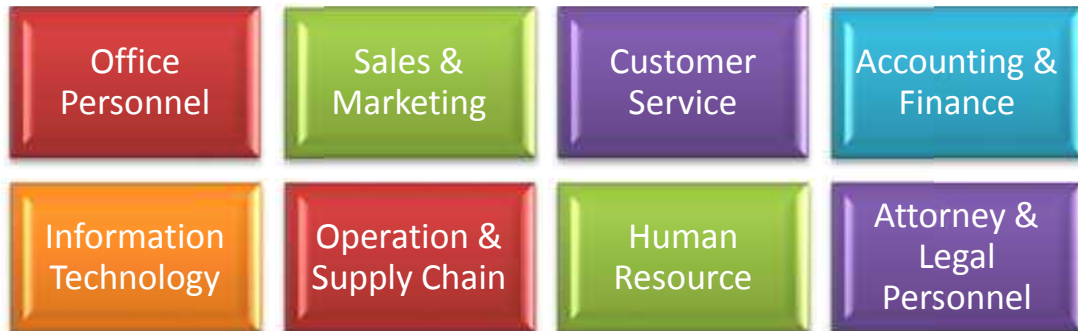 Office
Personnel
Sales &
Marketing
Customer
Service
Accounting &
Finance
Information
Technology
Operation &
Supply Chain
Human
Resource
Attorney &
Legal
Personnel